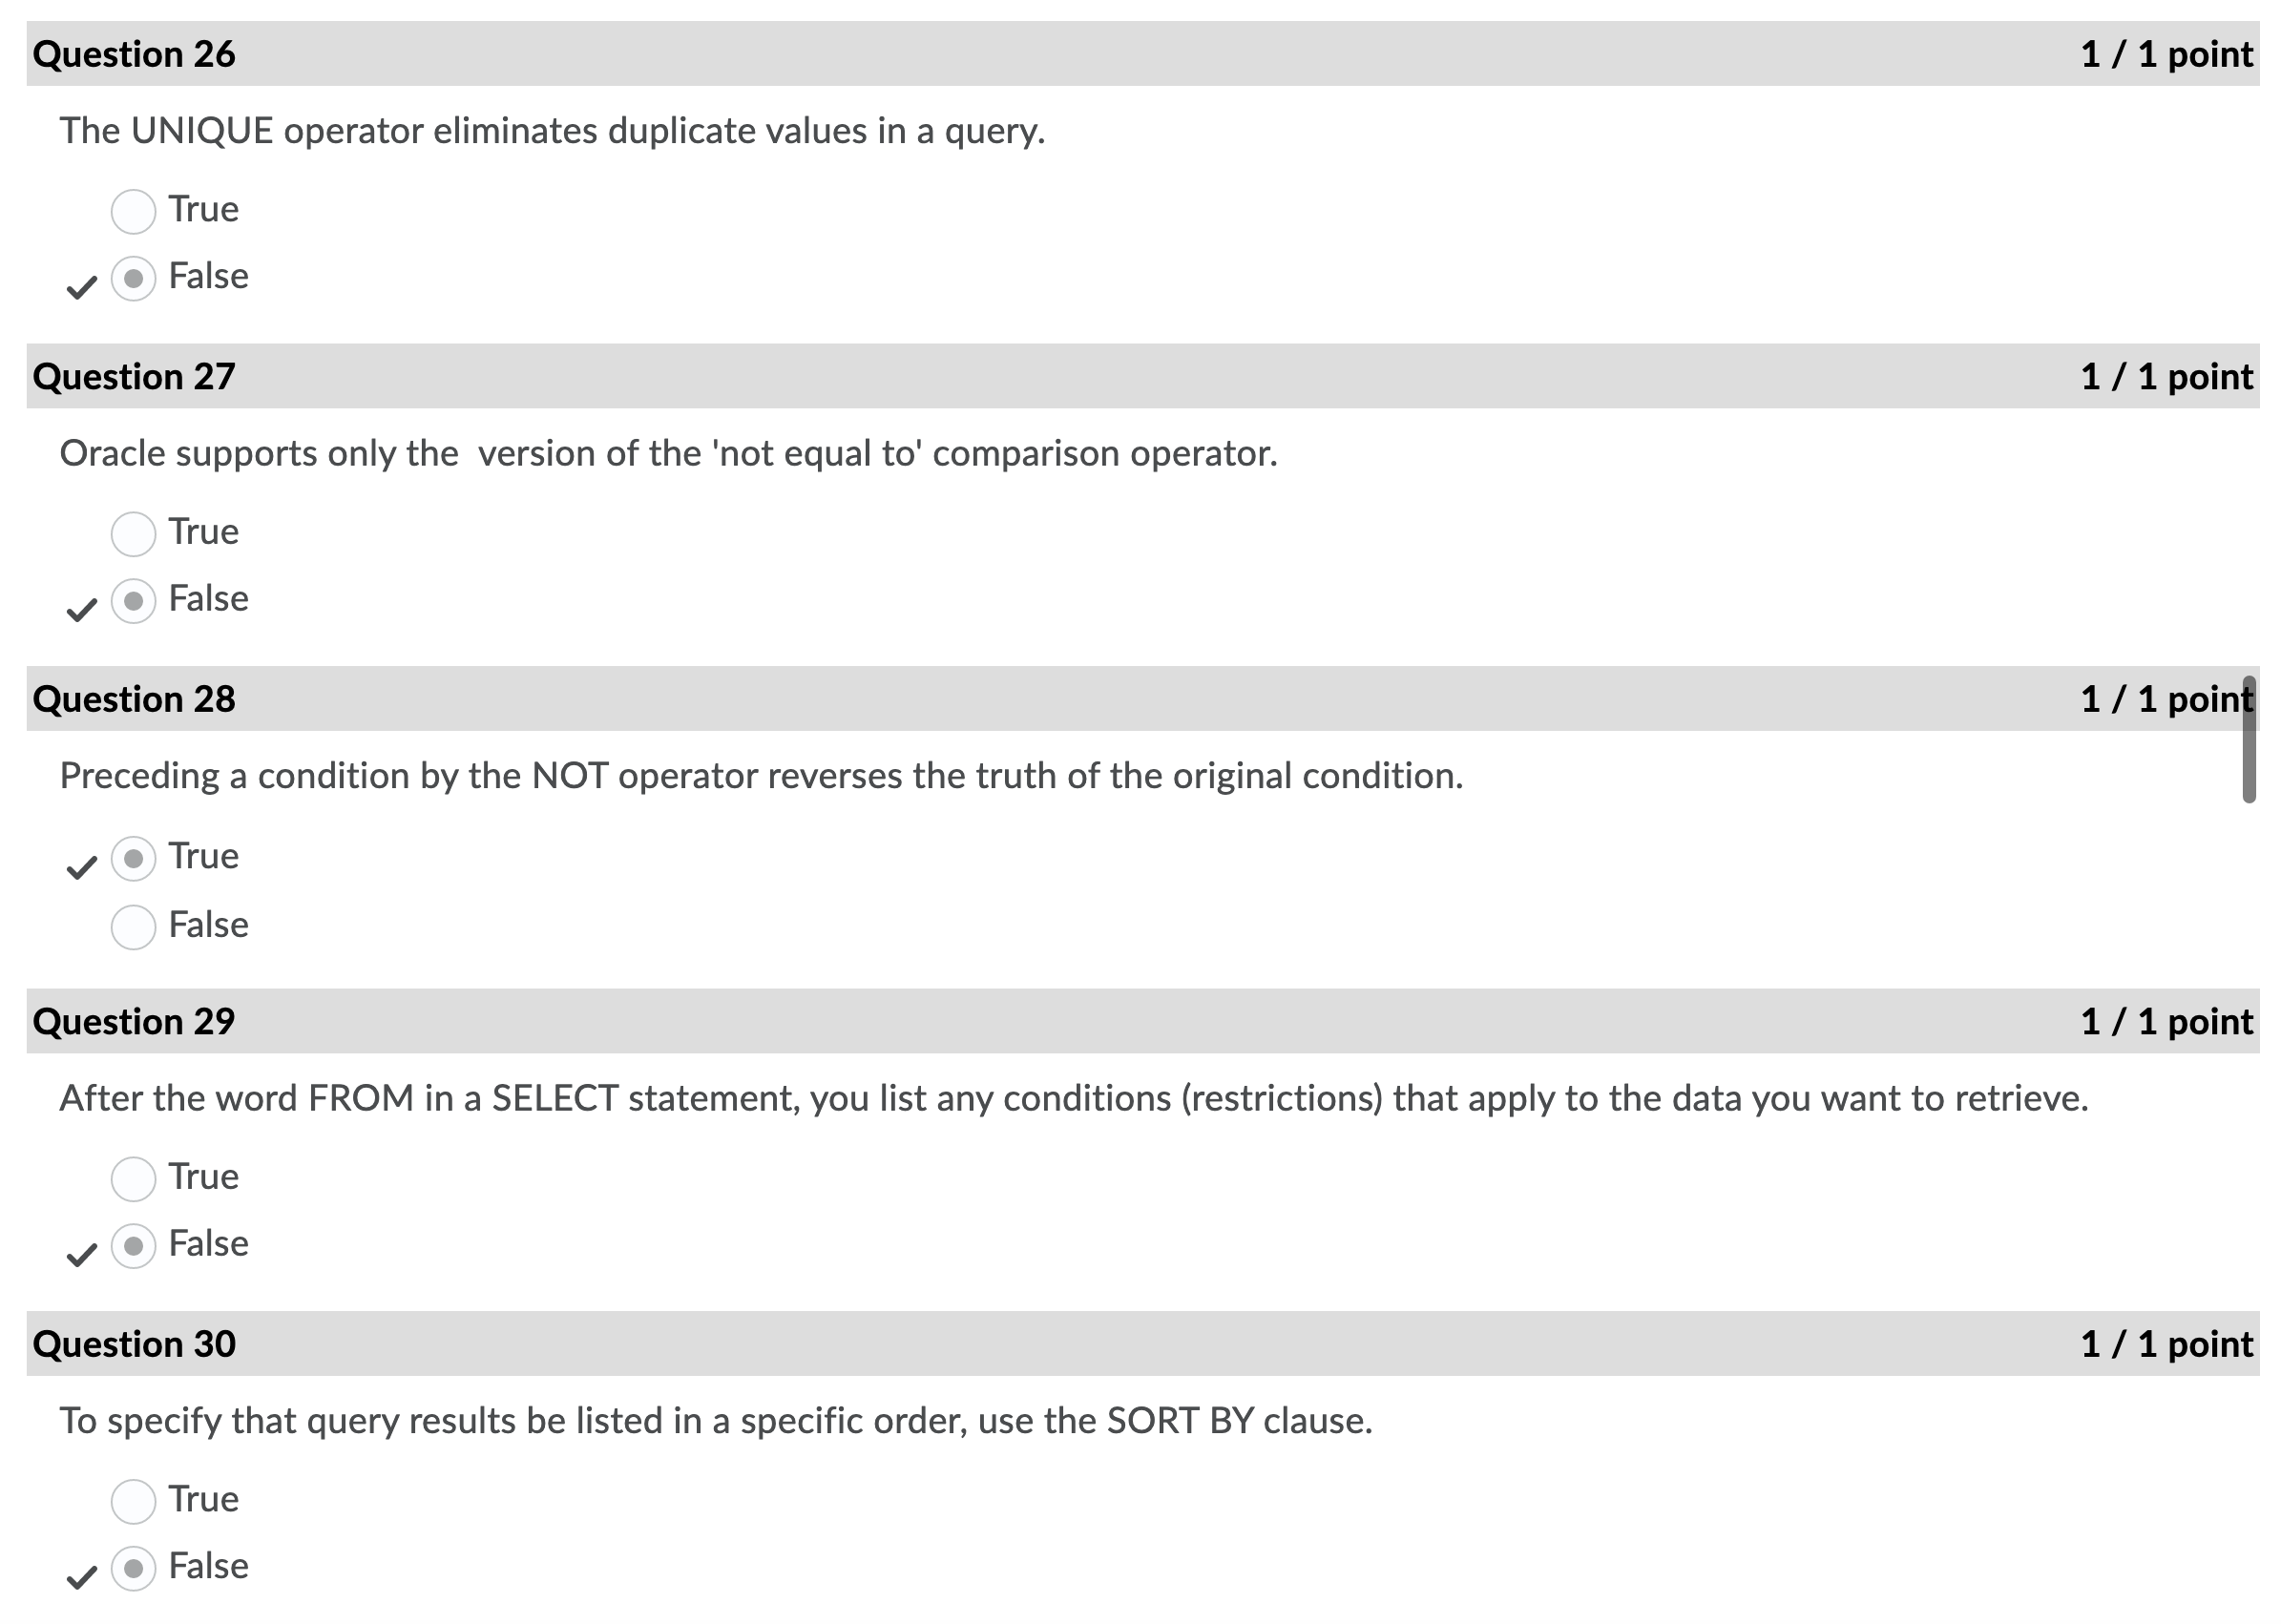 Question 26 1 / 1 point
The UNIQUE operator eliminates duplicate values in a query.
True
False
Question 27 1 / 1 point
Oracle supports only the  version of the 'not equal to' comparison operator.
True
False
Question 28 1 / 1 point
Preceding a condition by the NOT operator reverses the truth of the original condition.
True
False
Question 29 1 / 1 point
After the word FROM in a SELECT statement, you list any conditions (restrictions) that apply to the data you want to retrieve.
True
False
Question 30 1 / 1 point
To specify that query results be listed in a specific order, use the SORT BY clause.
True
False